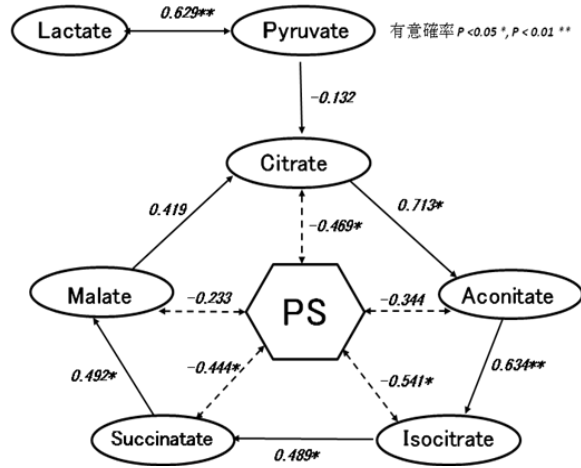 0.629**
Lactate
Pyruvate
有意確率 P <0.05 *, P < 0.01 **
-0.132
Citrate
0.419
-0.469*
0.713*
Malate
-0.233
PS
-0.344
Aconitate
0.492*
-0.444*
-0.541*
0.634**
Succinatate
0.489*
Isocitrate